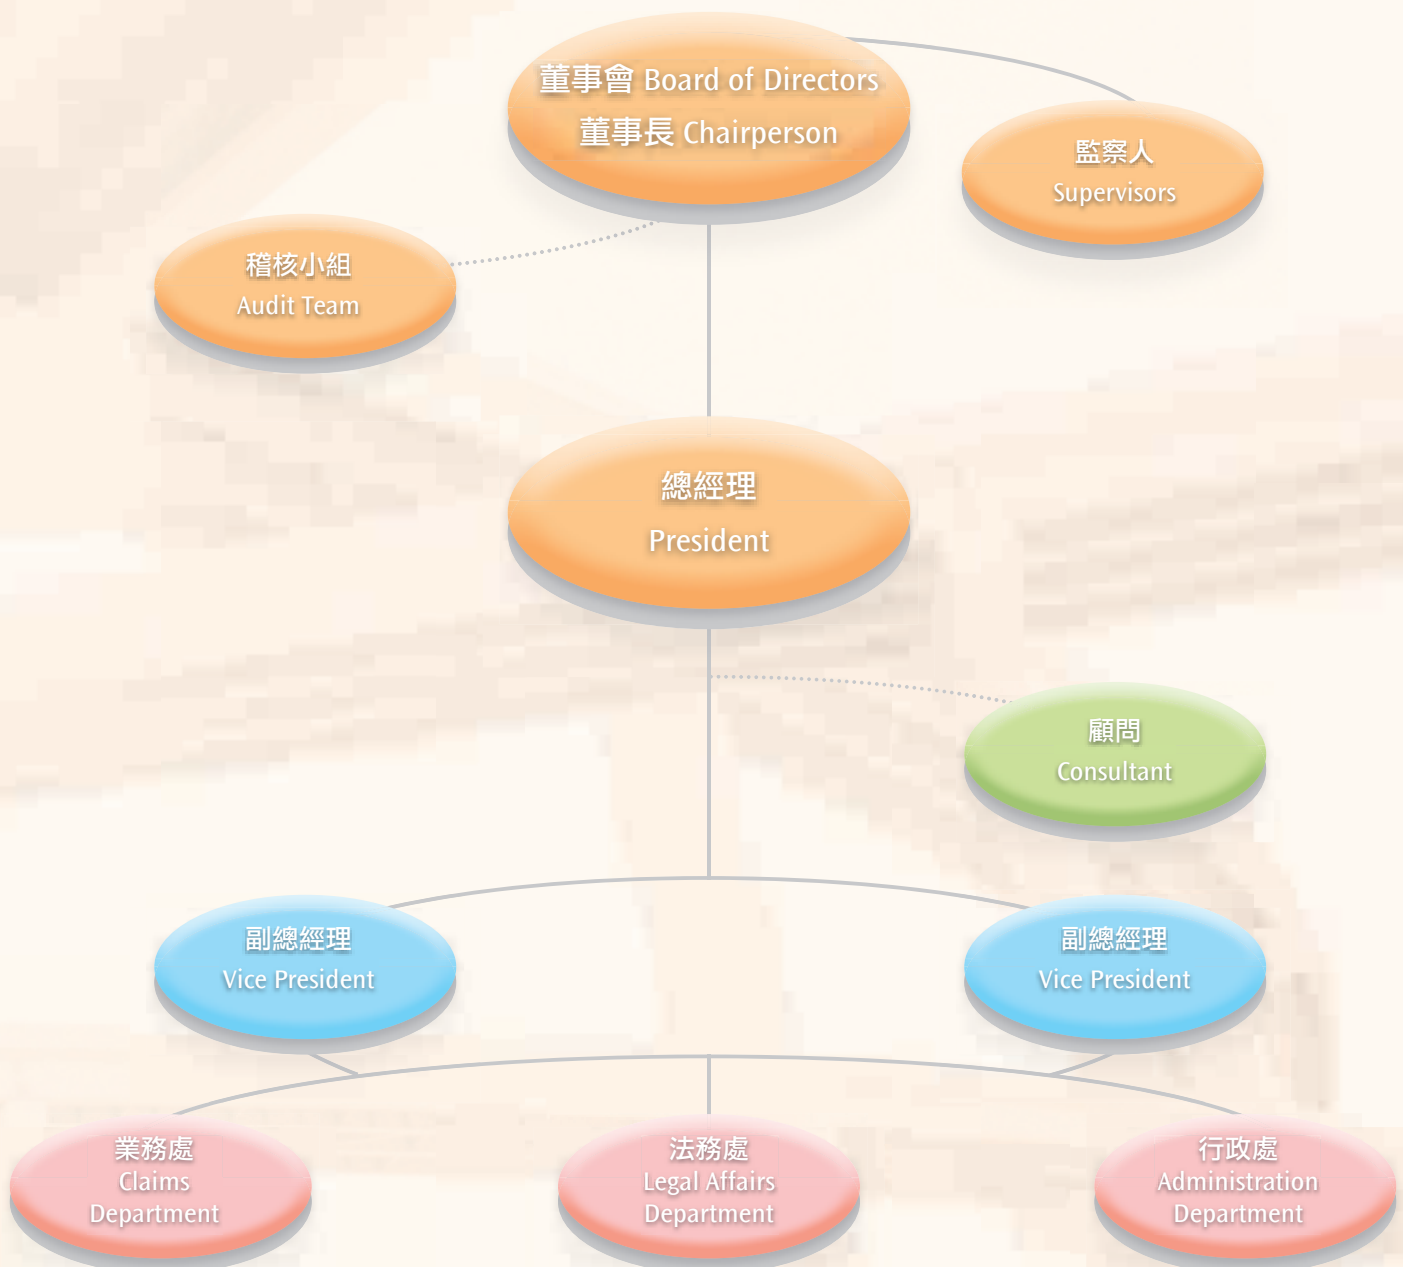 董事會 Board of Directors
董事長 Chairperson
監察人
Supervisors
稽核小組
Audit Team
總經理
President
顧問
Consultant
副總經理
Vice President
副總經理
Vice President
業務處
Claims
Department
法務處
Legal Affairs
Department
行政處
Administration
Department